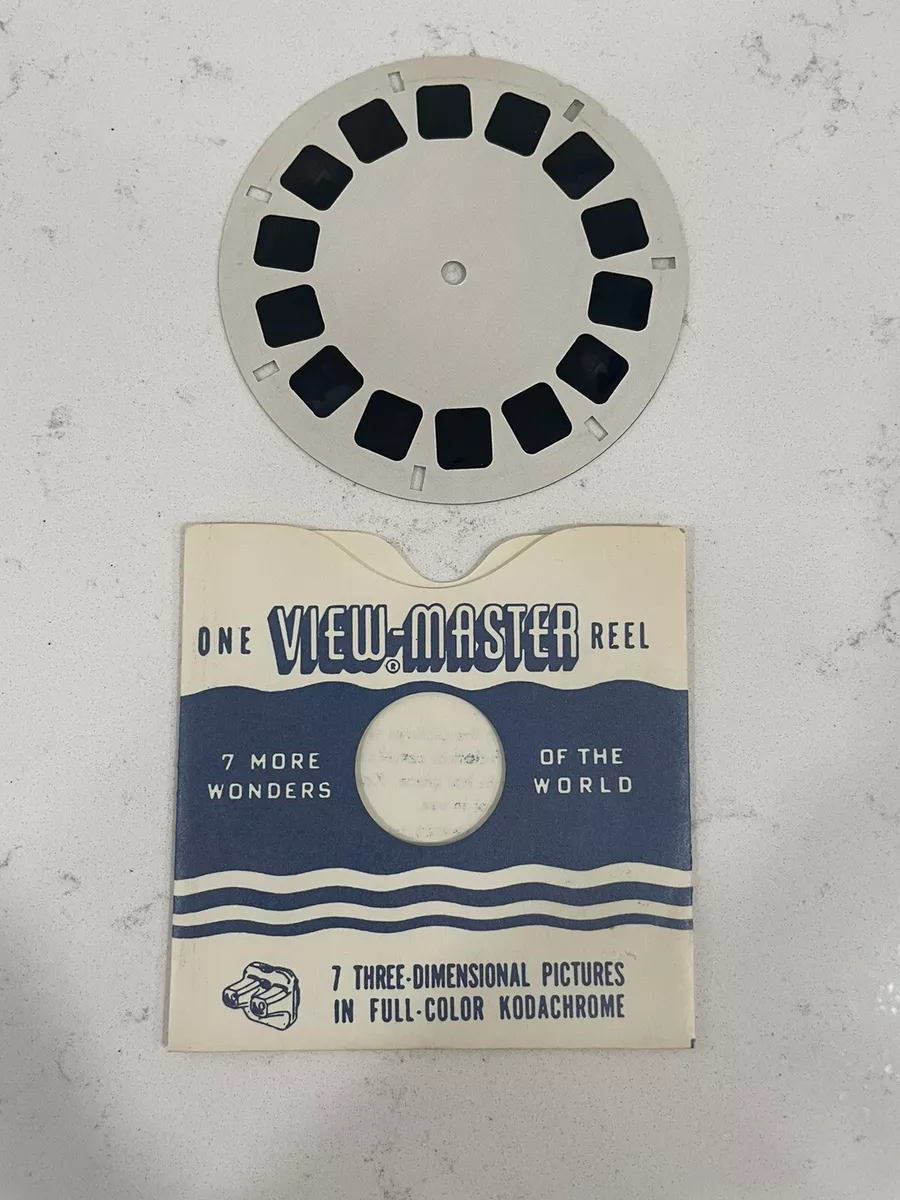 ONE VIEW-MASTER® REEL
7 MORE WONDERS
OF THE WORLD
7 THREE-DIMENSIONAL PICTURES
IN FULL-COLOR KODACHROME